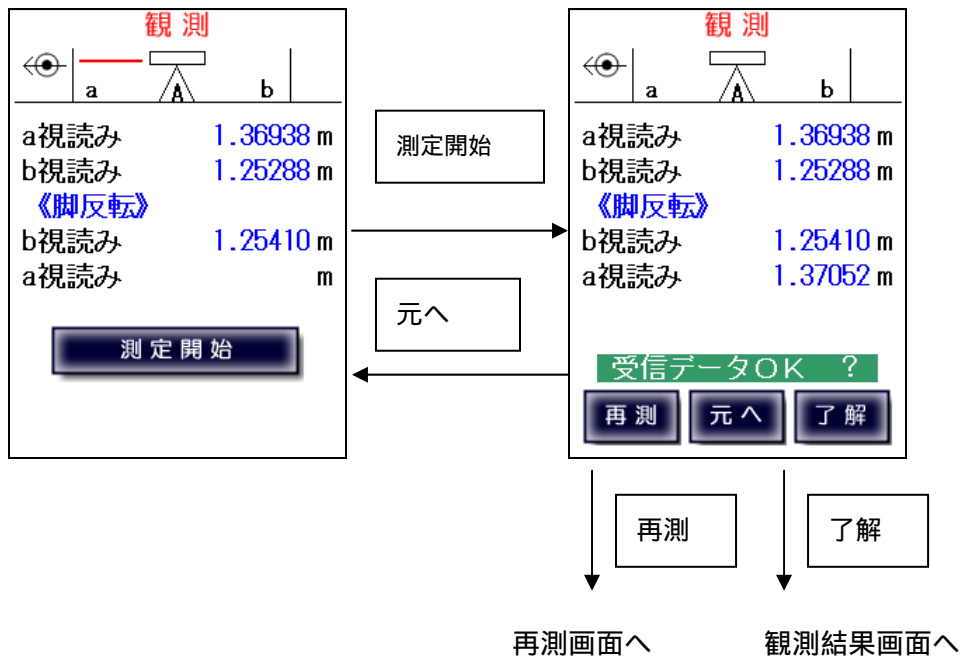 観 測
a A b
a視読み 1.36938 m
b視読み 1.25288 m
《脚反転》
b視読み 1.25410 m
a視読み m
測 定 開 始
測定開始
元へ
観 測
a A b
a視読み 1.36938 m
b視読み 1.25288 m
《脚反転》
b視読み 1.25410 m
a視読み 1.37052 m
受信データOK ?
再 測 元 へ 了 解
再測
了解
再測画面へ
観測結果画面へ